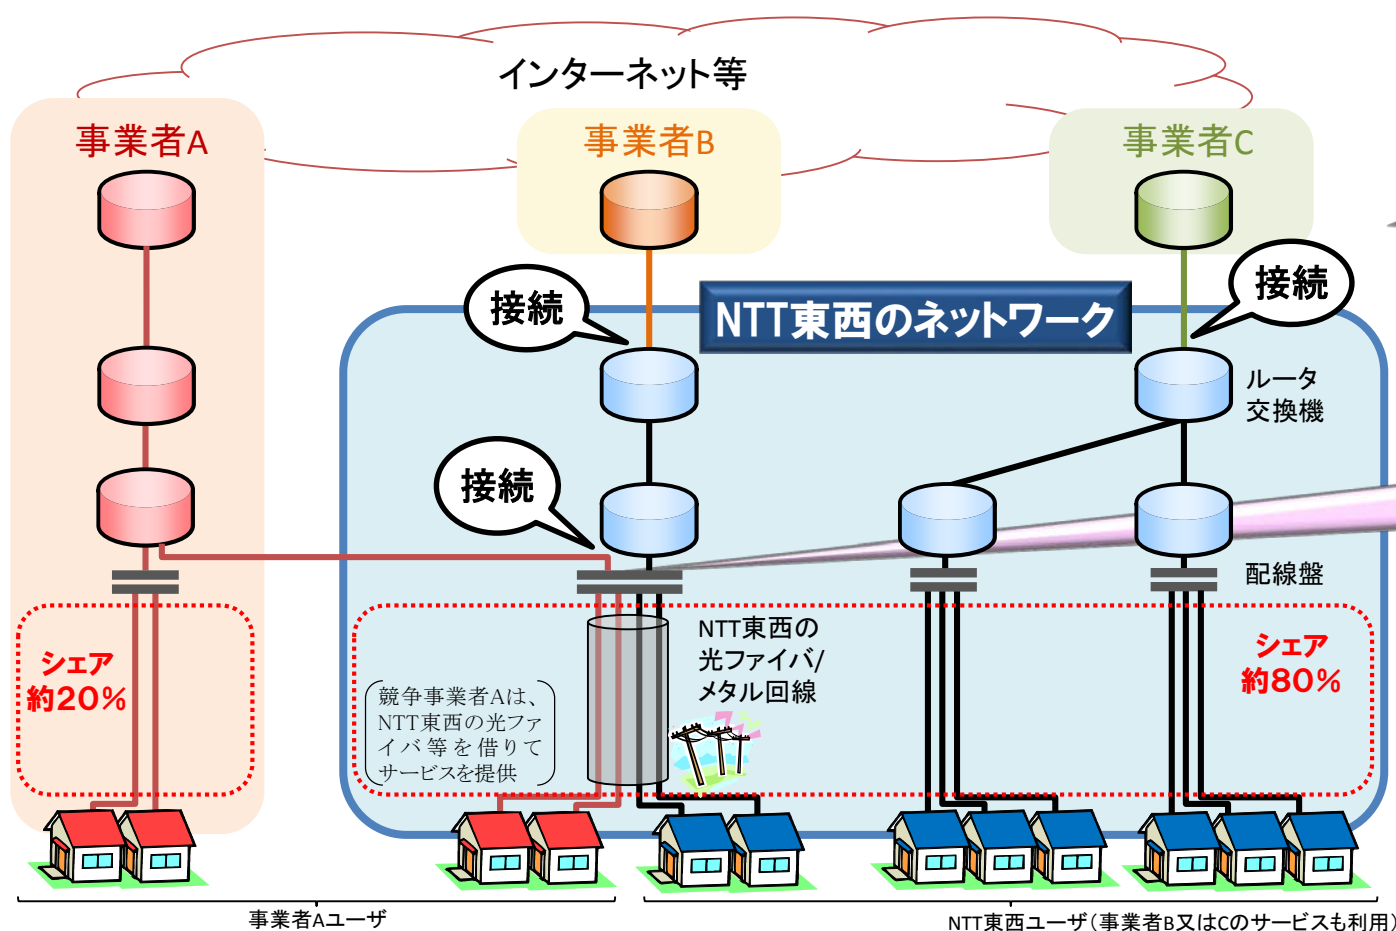 インターネット等
事業者A
事業者B
事業者C
接続
NTT東西のネットワーク
接続
ルータ
交換機
接続
配線盤
シェア
約20%
NTT東西の
光ファイバ/
メタル回線
シェア
約80%
競争事業者Aは、
NTT東西の光ファ
イバ等を借りて
サービスを提供
事業者Aユーザ
NTT東西ユーザ(事業者B又はCのサービスも利用)